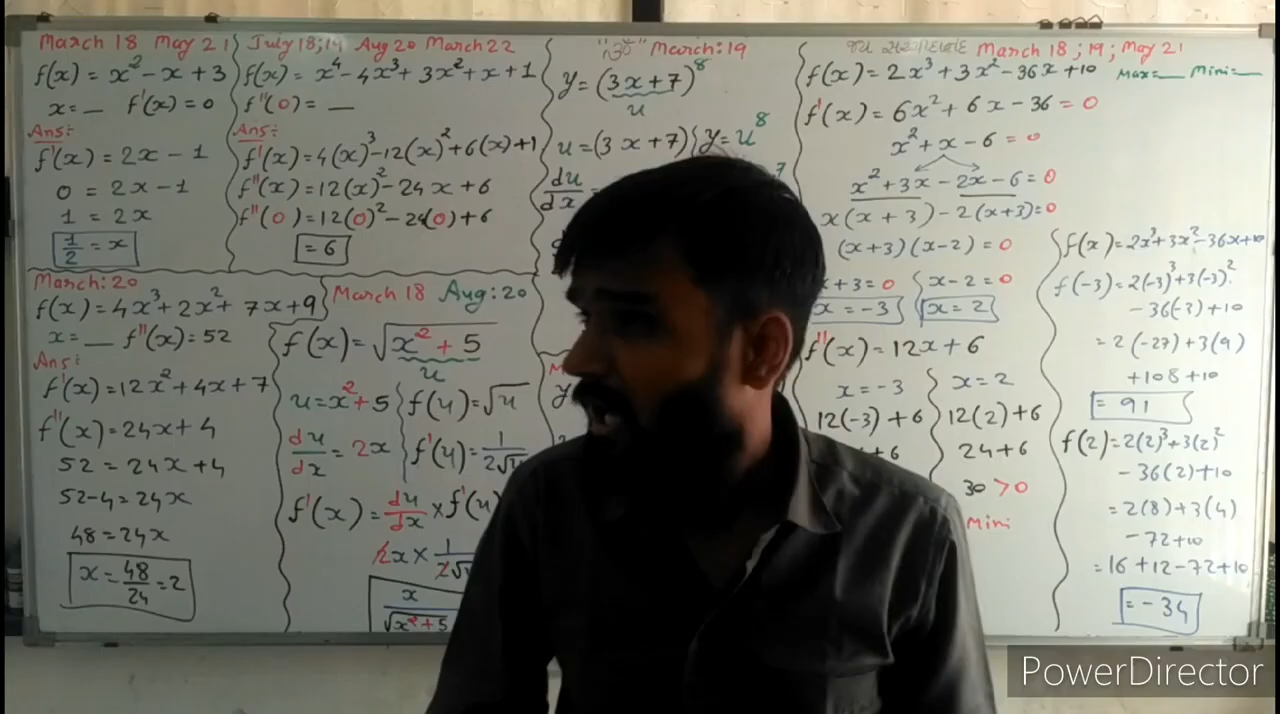 March 18 May 21
f(x) = x² - x + 3
x = __ f'(x) = 0
Ans:
f'(x) = 2x - 1
0 = 2x - 1
1 = 2x
1/2 = x
July 18; 19 Aug 20 March 22
f(x) = x⁴ - 4x³ + 3x² + x + 1
f''(0) = __
Ans:
f'(x) = 4(x)³ - 12(x)² + 6(x) + 1
f''(x) = 12(x)² - 24x + 6
f''(0) = 12(0)² - 24(0) + 6
= 6
March: 20
f(x) = 4x³ + 2x² + 7x + 9
x = __ f''(x) = 52
Ans:
f'(x) = 12x² + 4x + 7
f''(x) = 24x + 4
52 = 24x + 4
52 - 4 = 24x
48 = 24x
x = 48/24 = 2
March 18 Aug: 20
f(x) = √(x² + 5)
u
u = x² + 5
du/dx = 2x
f(u) = √u
f'(u) = 1/2√u
f'(x) = du/dx × f'(u)
2x × 1/2√
x/√(x² + 5)
March: 19
y = (3x + 7)⁸
u
u = (3x + 7)
y = u⁸
du/dx =
7
y
March 18; 19; May 21
f(x) = 2x³ + 3x² - 36x + 10 Max = __ Mini = __
f'(x) = 6x² + 6x - 36 = 0
x² + x - 6 = 0
x² + 3x - 2x - 6 = 0
x(x + 3) - 2(x + 3) = 0
(x + 3)(x - 2) = 0
x + 3 = 0
x = -3
x - 2 = 0
x = 2
f''(x) = 12x + 6
x = -3
12(-3) + 6
+ 6
x = 2
12(2) + 6
24 + 6
30 > 0
Mini
f(x) = 2x³ + 3x² - 36x + 10
f(-3) = 2(-3)³ + 3(-3)²
- 36(-3) + 10
= 2(-27) + 3(9)
+ 108 + 10
= 91
f(2) = 2(2)³ + 3(2)²
- 36(2) + 10
= 2(8) + 3(4)
- 72 + 10
= 16 + 12 - 72 + 10
= -34
PowerDirector